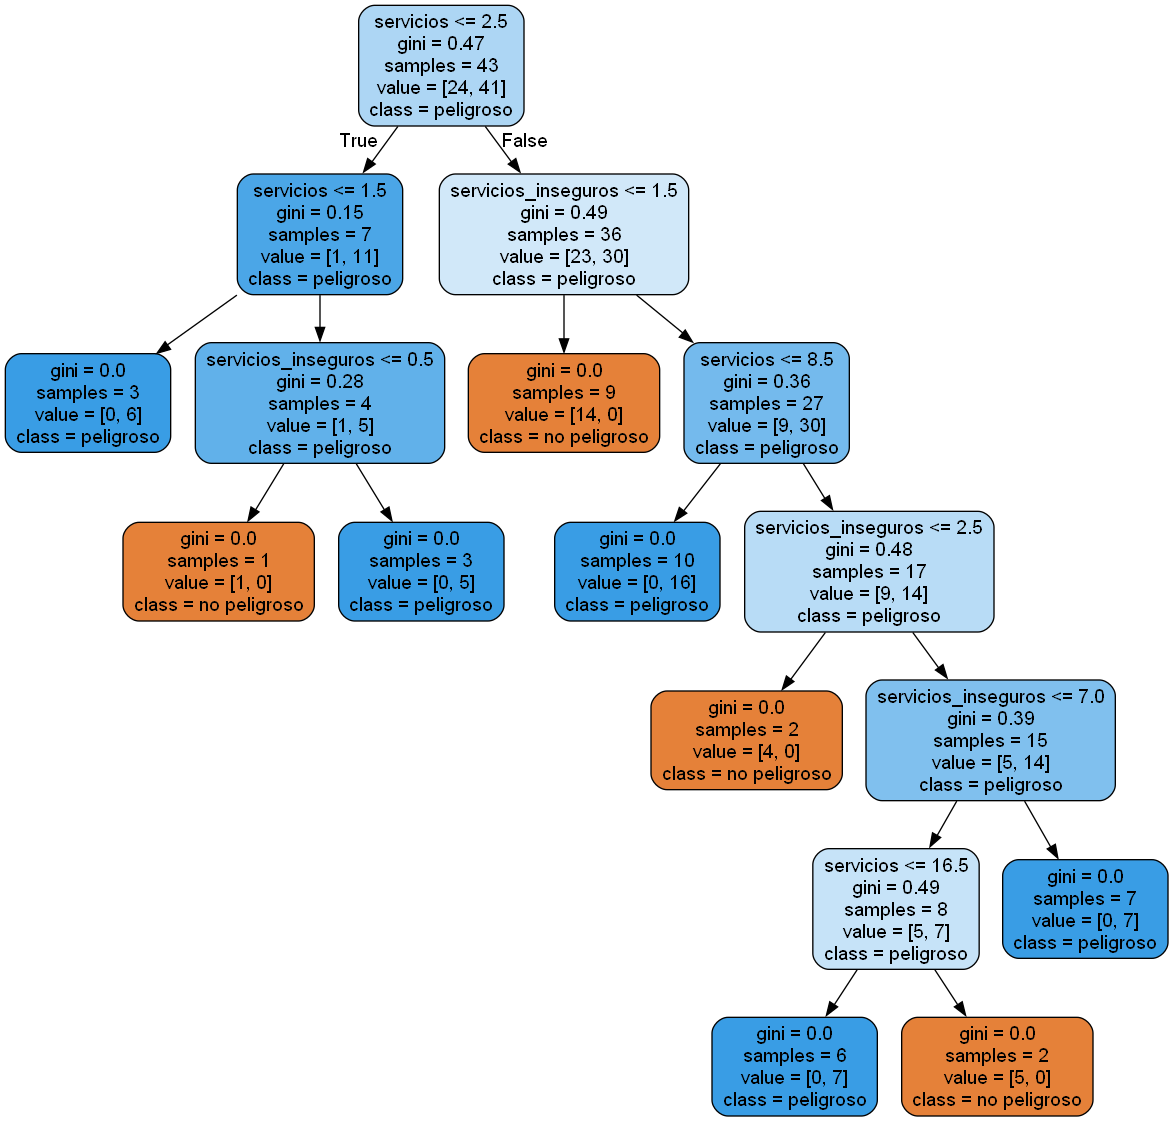 servicios <= 2.5
gini = 0.47
samples = 43
value = [24, 41]
class = peligroso
True
False
servicios <= 1.5
gini = 0.15
samples = 7
value = [1, 11]
class = peligroso
servicios_inseguros <= 1.5
gini = 0.49
samples = 36
value = [23, 30]
class = peligroso
gini = 0.0
samples = 3
value = [0, 6]
class = peligroso
servicios_inseguros <= 0.5
gini = 0.28
samples = 4
value = [1, 5]
class = peligroso
gini = 0.0
samples = 9
value = [14, 0]
class = no peligroso
servicios <= 8.5
gini = 0.36
samples = 27
value = [9, 30]
class = peligroso
gini = 0.0
samples = 1
value = [1, 0]
class = no peligroso
gini = 0.0
samples = 3
value = [0, 5]
class = peligroso
gini = 0.0
samples = 10
value = [0, 16]
class = peligroso
servicios_inseguros <= 2.5
gini = 0.48
samples = 17
value = [9, 14]
class = peligroso
gini = 0.0
samples = 2
value = [4, 0]
class = no peligroso
servicios_inseguros <= 7.0
gini = 0.39
samples = 15
value = [5, 14]
class = peligroso
servicios <= 16.5
gini = 0.49
samples = 8
value = [5, 7]
class = peligroso
gini = 0.0
samples = 7
value = [0, 7]
class = peligroso
gini = 0.0
samples = 6
value = [0, 7]
class = peligroso
gini = 0.0
samples = 2
value = [5, 0]
class = no peligroso